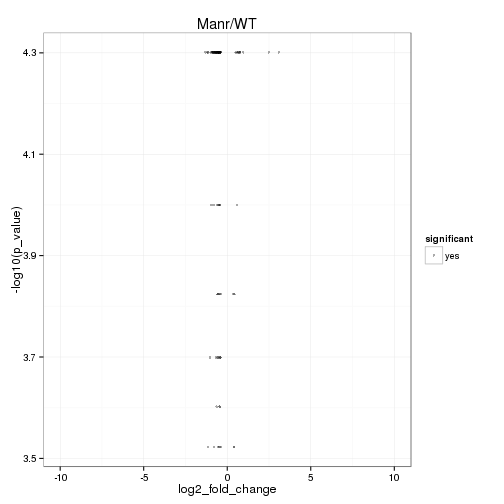 Manr/WT
4.3
4.1
3.9
3.7
3.5
-log10(p_value)
-10
-5
0
5
10
log2_fold_change
significant
yes